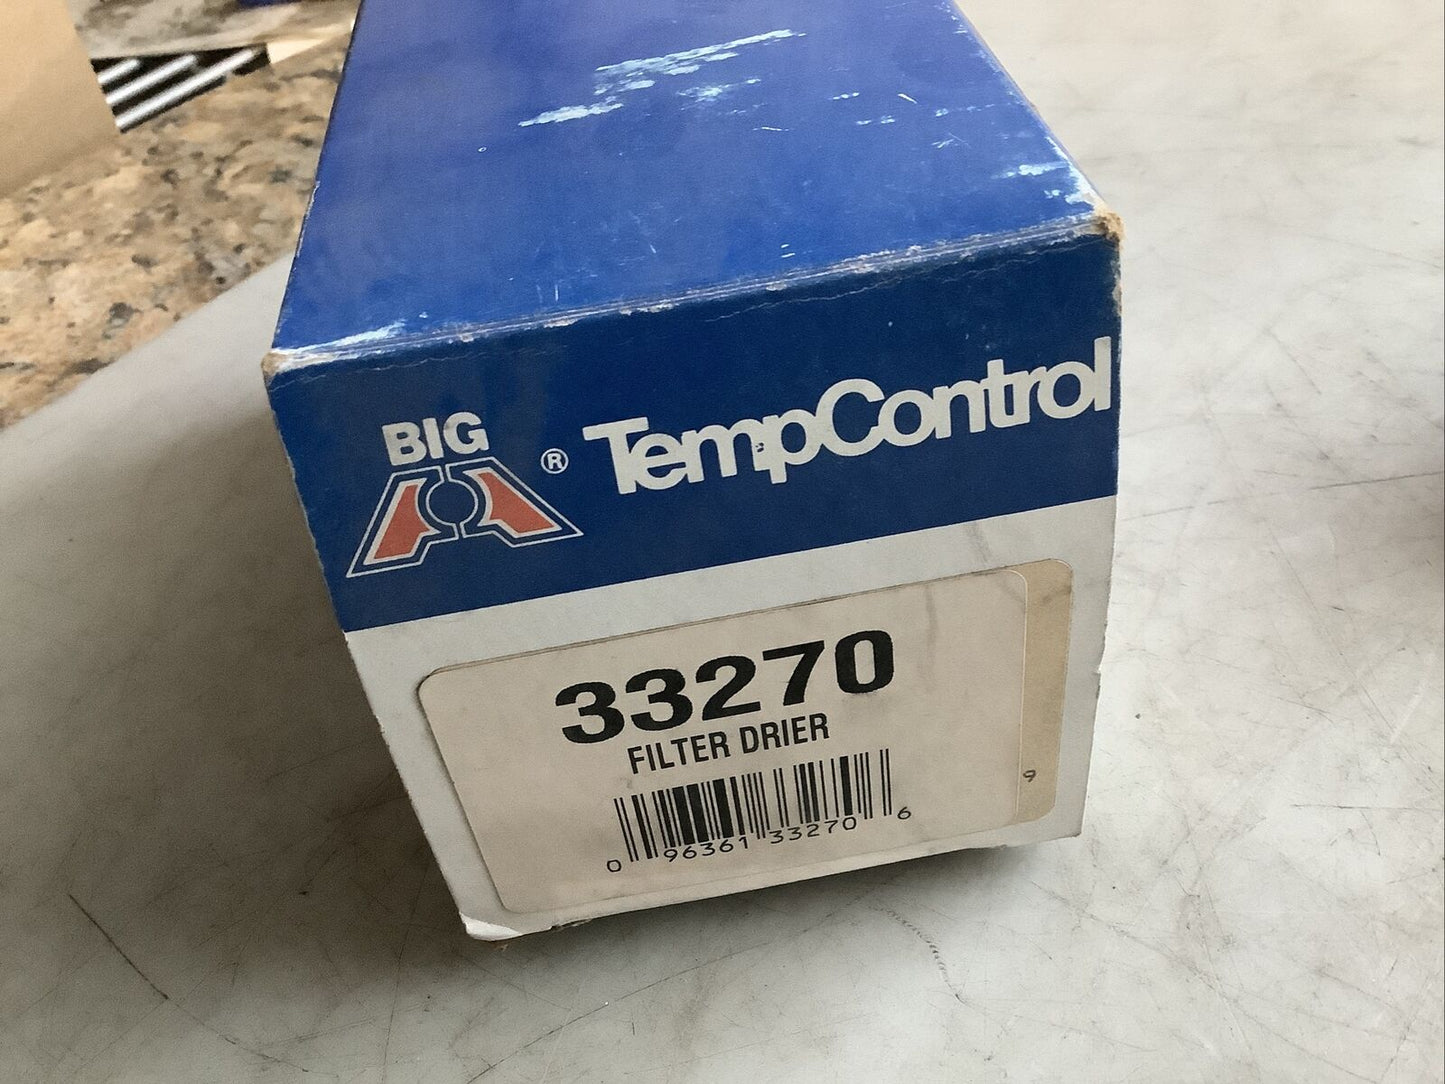 BIG
® TempControl
33270
FILTER DRIER
0 96361 33270 6
9